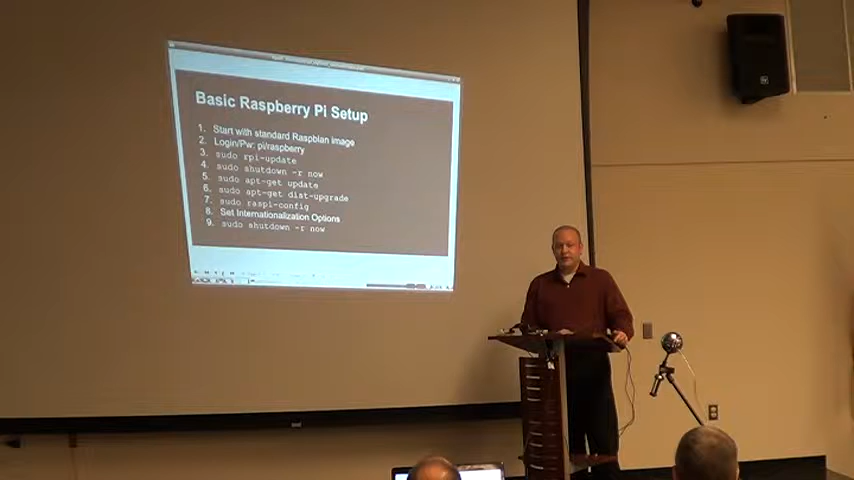 Basic Raspberry Pi Setup
1. Start with standard Raspbian image
2. Login/Pw: pi/raspberry
3. sudo rpi-update
4. sudo shutdown -r now
5. sudo apt-get update
6. sudo apt-get dist-upgrade
7. sudo raspi-config
8. Set Internationalization Options
9. sudo shutdown -r now